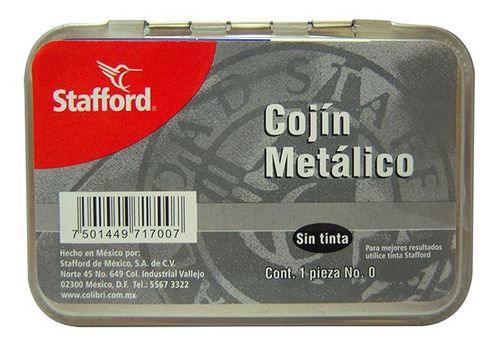 Stafford®
Cojín
Metálico
7 501449 717007
Sin tinta
Hecho en México por:
Stafford de México, S.A. de C.V.
Norte 45 No. 649 Col. Industrial Vallejo
02300 México, D.F. Tel.: 5567 3322
www.colibri.com.mx
Para mejores resultados
utilice tinta Stafford
Cont. 1 pieza No. 0